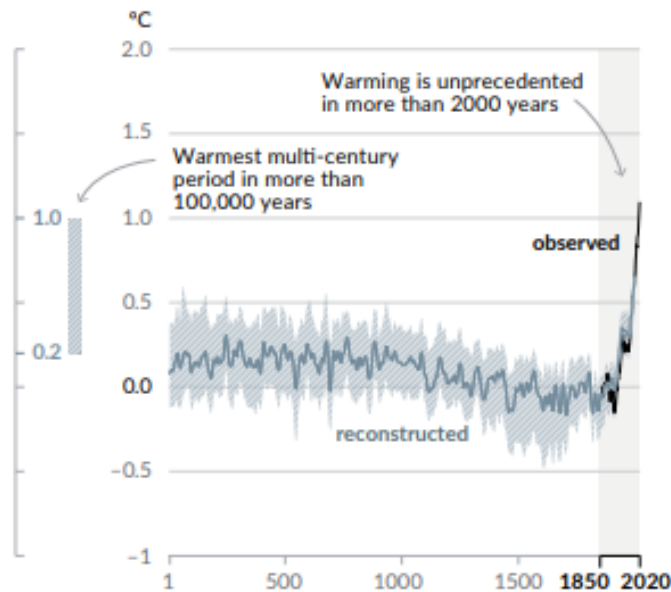 °C
2.0
Warming is unprecedented
in more than 2000 years
1.5
Warmest multi-century
period in more than
100,000 years
1.0
1.0
observed
0.5
0.2
0.0
reconstructed
−0.5
−1
1
500
1000
1500
1850
2020